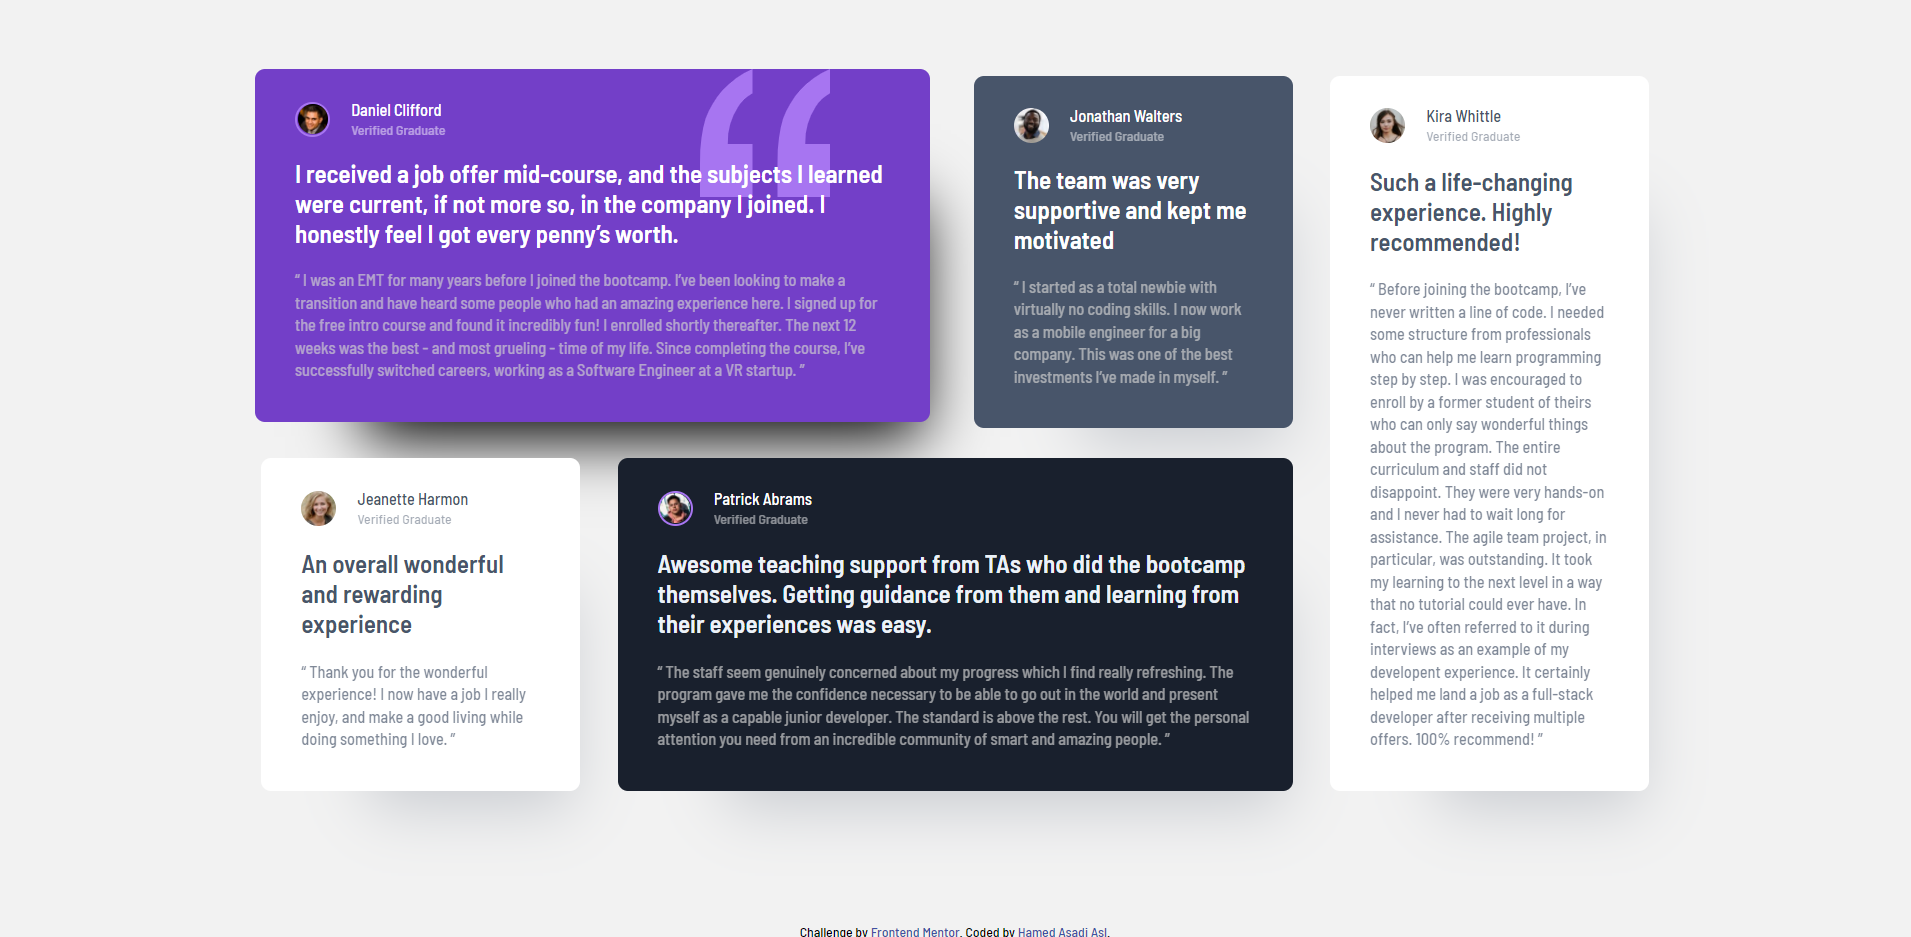 Daniel Clifford
Verified Graduate
I received a job offer mid-course, and the subjects I learned
were current, if not more so, in the company I joined. I
honestly feel I got every penny’s worth.
“ I was an EMT for many years before I joined the bootcamp. I’ve been looking to make a
transition and have heard some people who had an amazing experience here. I signed up for
the free intro course and found it incredibly fun! I enrolled shortly thereafter. The next 12
weeks was the best - and most grueling - time of my life. Since completing the course, I’ve
successfully switched careers, working as a Software Engineer at a VR startup. ”
Jonathan Walters
Verified Graduate
The team was very
supportive and kept me
motivated
“ I started as a total newbie with
virtually no coding skills. I now work
as a mobile engineer for a big
company. This was one of the best
investments I’ve made in myself. ”
Kira Whittle
Verified Graduate
Such a life-changing
experience. Highly
recommended!
“ Before joining the bootcamp, I’ve
never written a line of code. I needed
some structure from professionals
who can help me learn programming
step by step. I was encouraged to
enroll by a former student of theirs
who can only say wonderful things
about the program. The entire
curriculum and staff did not
disappoint. They were very hands-on
and I never had to wait long for
assistance. The agile team project, in
particular, was outstanding. It took
my learning to the next level in a way
that no tutorial could ever have. In
fact, I’ve often referred to it during
interviews as an example of my
developent experience. It certainly
helped me land a job as a full-stack
developer after receiving multiple
offers. 100% recommend! ”
Jeanette Harmon
Verified Graduate
An overall wonderful
and rewarding
experience
“ Thank you for the wonderful
experience! I now have a job I really
enjoy, and make a good living while
doing something I love. ”
Patrick Abrams
Verified Graduate
Awesome teaching support from TAs who did the bootcamp
themselves. Getting guidance from them and learning from
their experiences was easy.
“ The staff seem genuinely concerned about my progress which I find really refreshing. The
program gave me the confidence necessary to be able to go out in the world and present
myself as a capable junior developer. The standard is above the rest. You will get the personal
attention you need from an incredible community of smart and amazing people. ”
Challenge by Frontend Mentor. Coded by Hamed Asadi Asl.